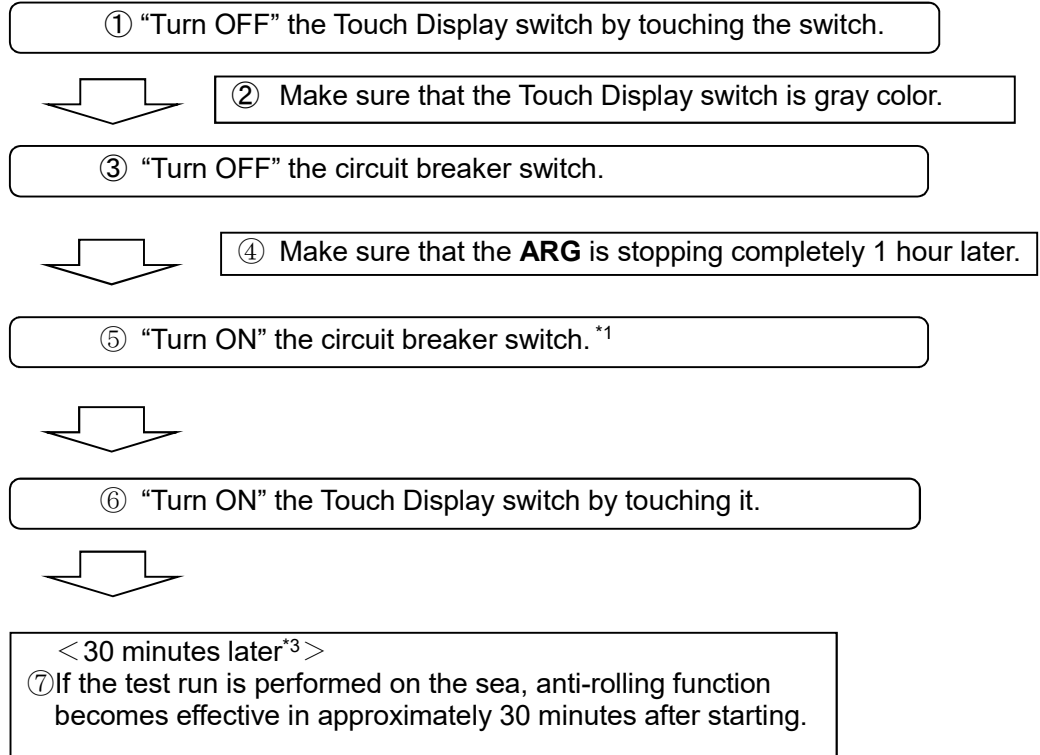 ① “Turn OFF” the Touch Display switch by touching the switch.
② Make sure that the Touch Display switch is gray color.
③ “Turn OFF” the circuit breaker switch.
④ Make sure that the ARG is stopping completely 1 hour later.
⑤ “Turn ON” the circuit breaker switch. *1
⑥ “Turn ON” the Touch Display switch by touching it.
＜30 minutes later*3＞
⑦If the test run is performed on the sea, anti-rolling function
becomes effective in approximately 30 minutes after starting.